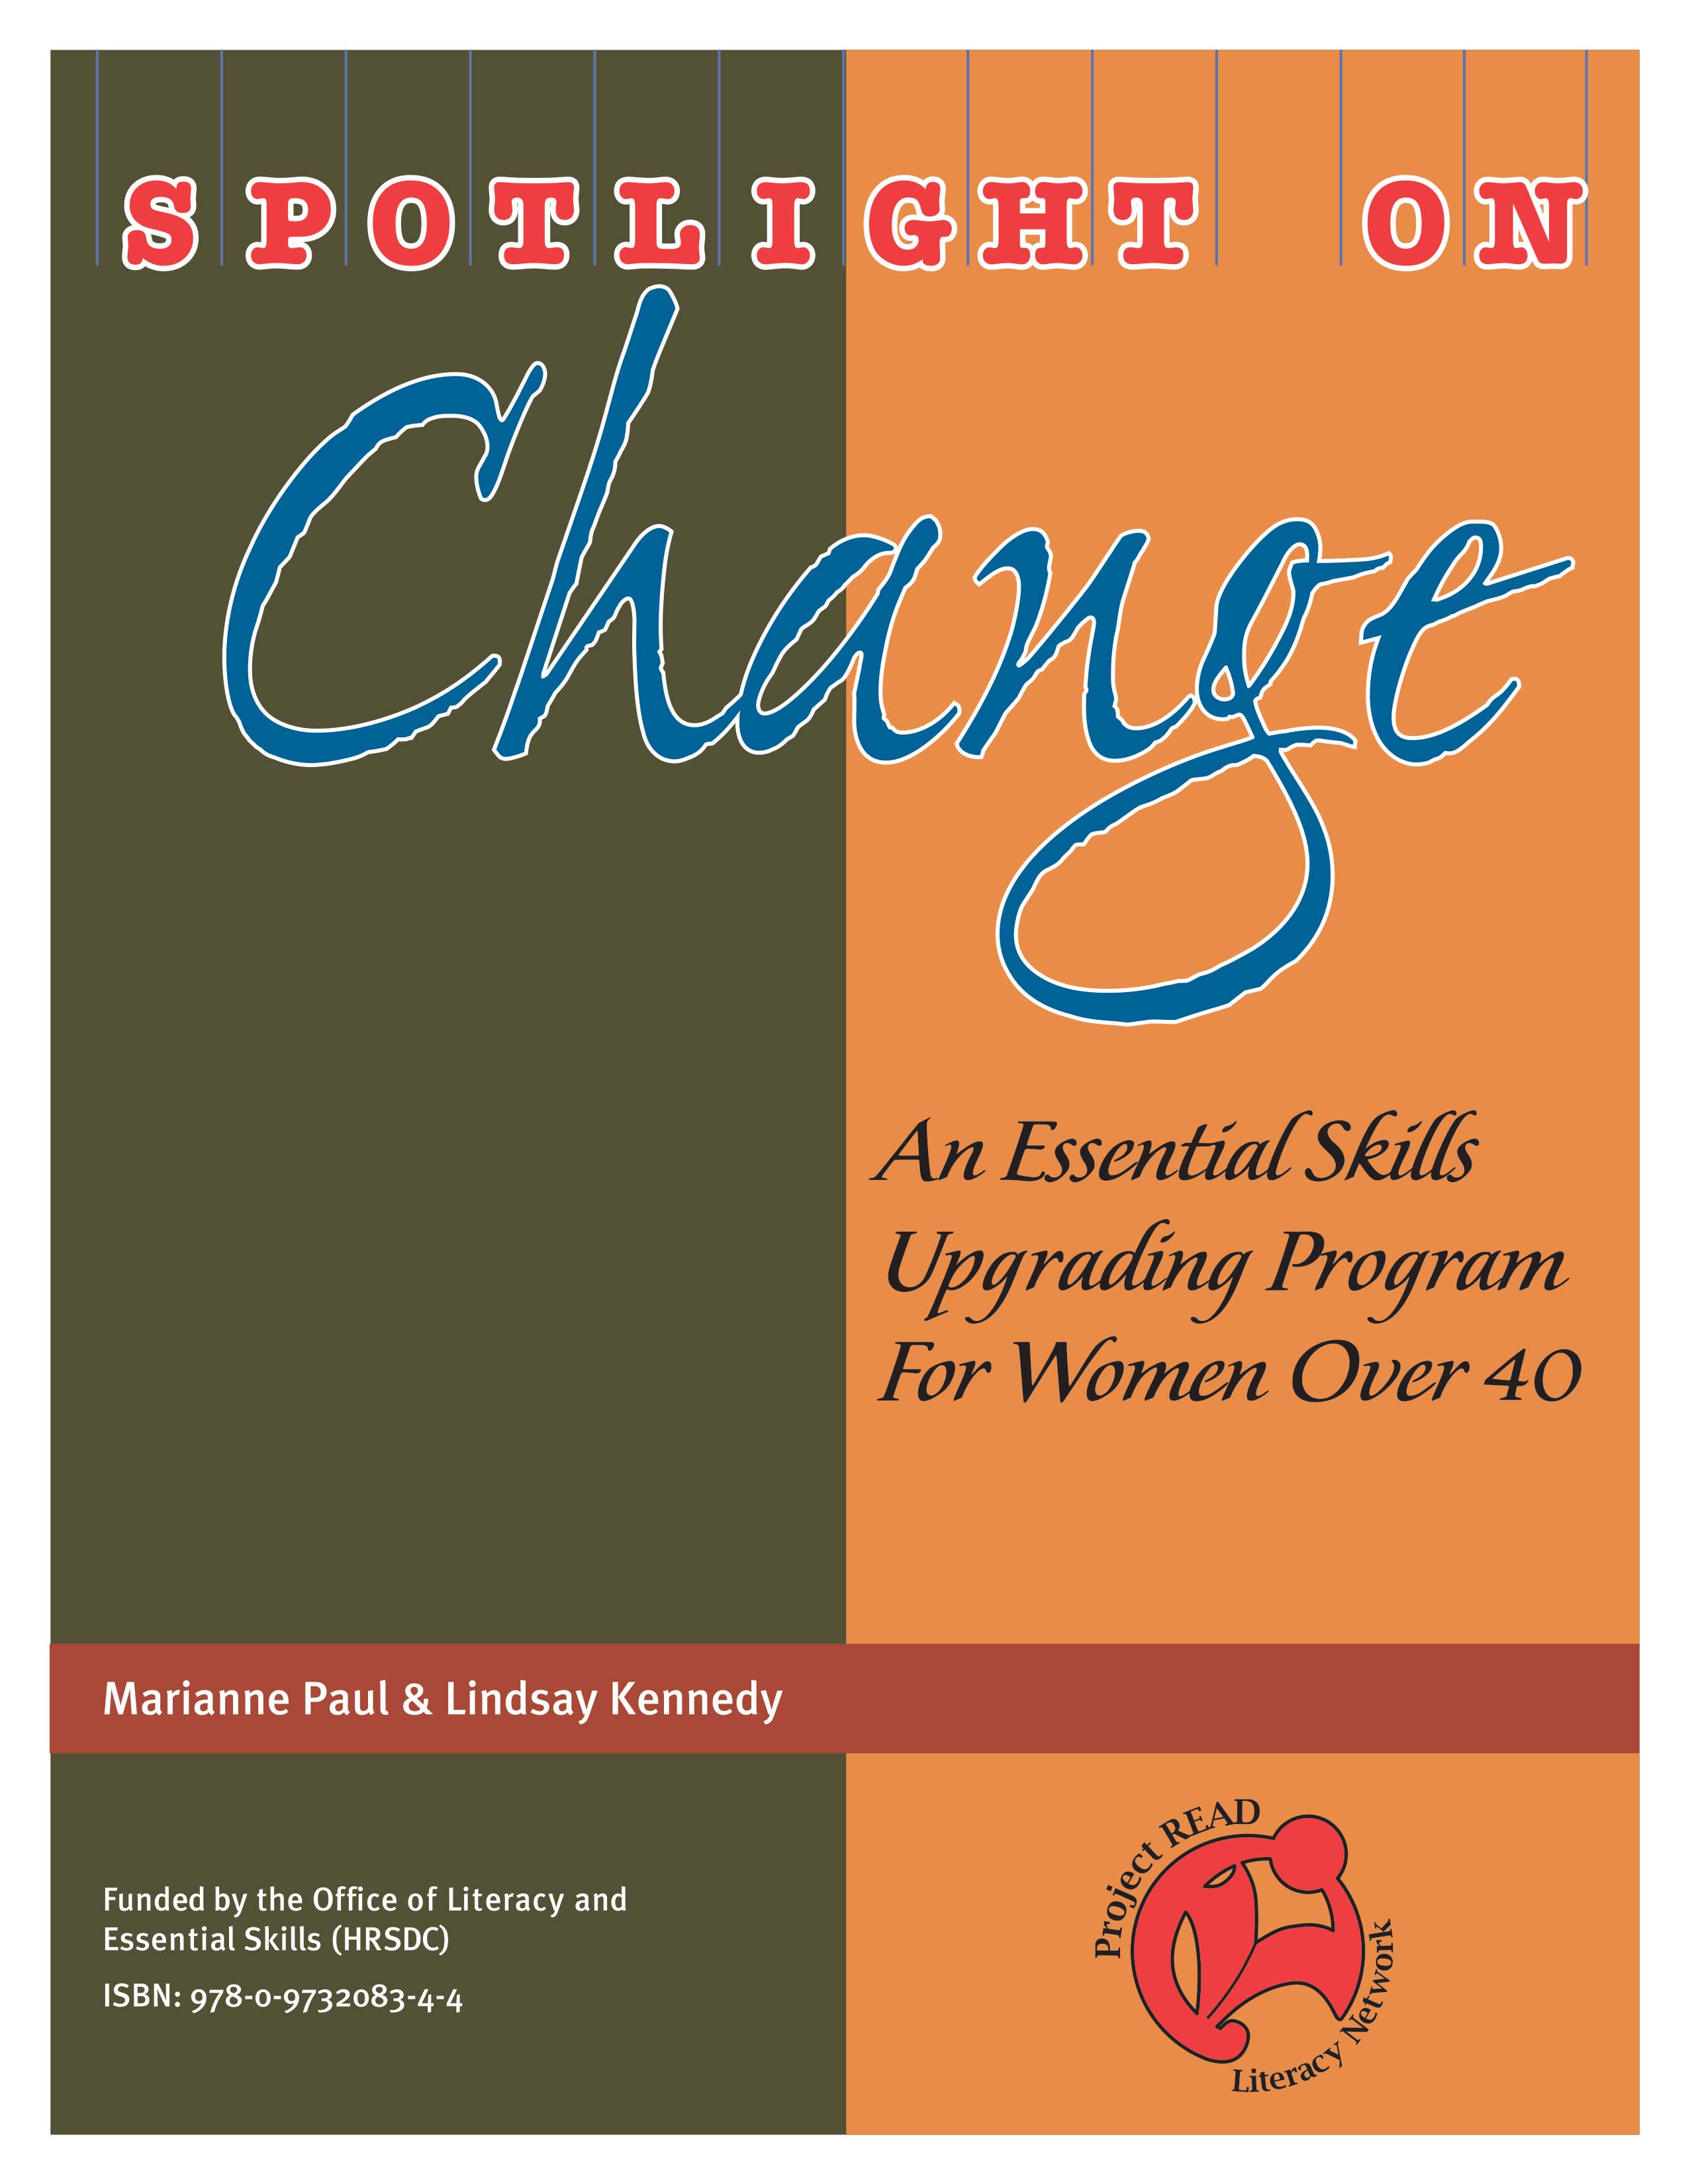 SPOTLIGHT ON
Change
An Essential Skills
Upgrading Program
For Women Over 40
Marianne Paul & Lindsay Kennedy
Funded by the Office of Literacy and
Essential Skills (HRSDC)
ISBN: 978-0-9732083-4-4
Project READ
Literacy Network